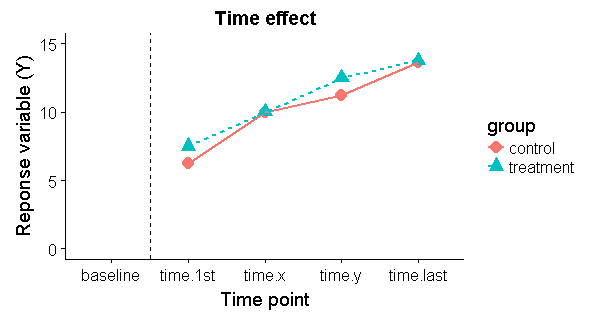 Time effect
Reponse variable (Y)
15
10
5
0
baseline
time.1st
time.x
time.y
time.last
Time point
group
control
treatment